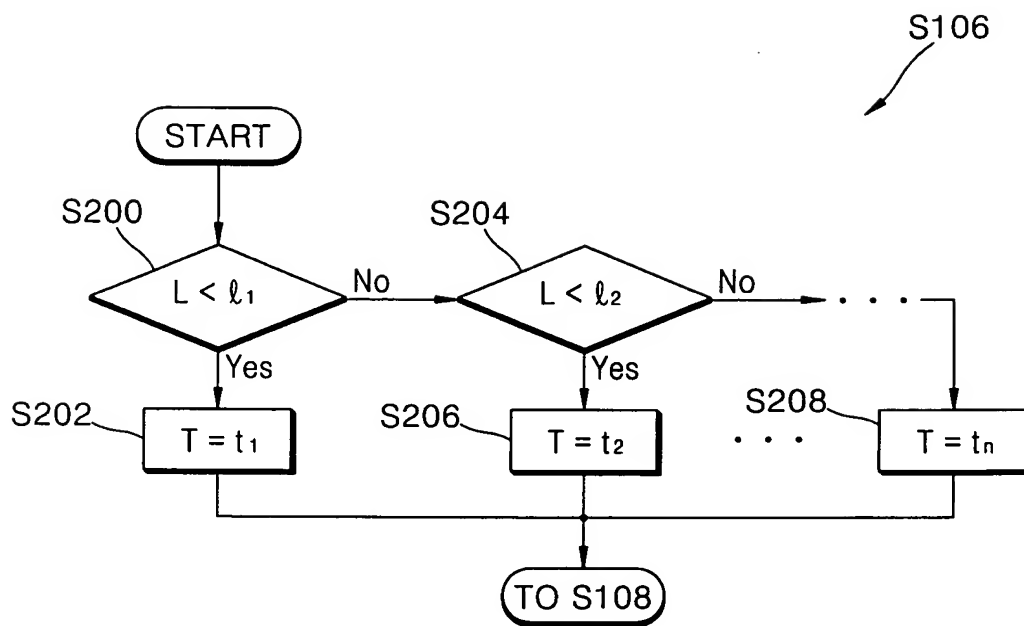 S106
START
S200
S204
L < ℓ1
No
L < ℓ2
No
. . .
Yes
Yes
S202
T = t1
S206
T = t2
. . .
S208
T = tn
TO S108